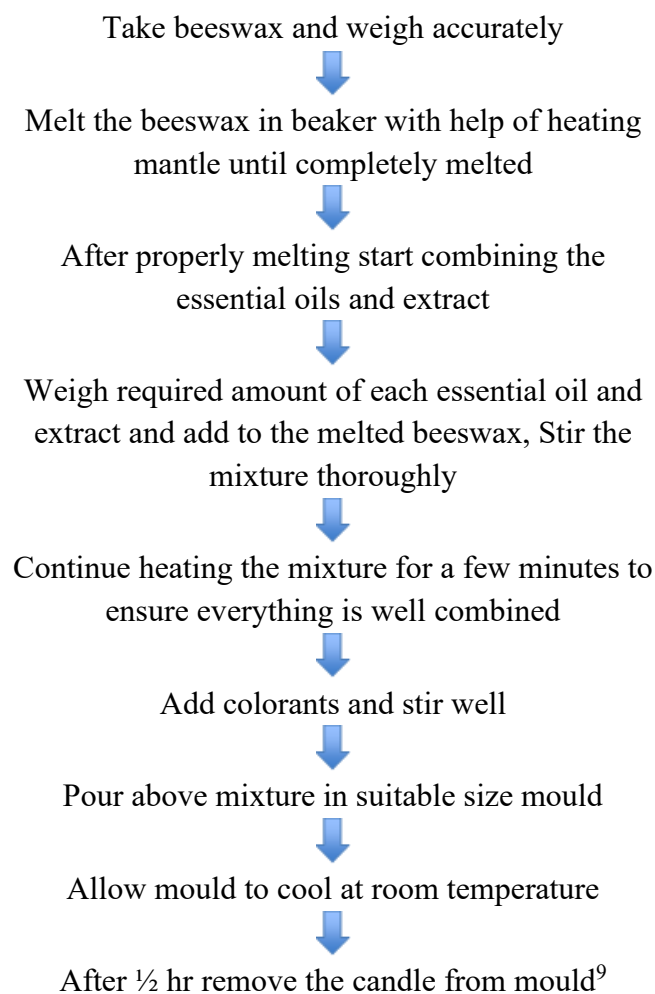 Take beeswax and weigh accurately
Melt the beeswax in beaker with help of heating
mantle until completely melted
After properly melting start combining the
essential oils and extract
Weigh required amount of each essential oil and
extract and add to the melted beeswax, Stir the
mixture thoroughly
Continue heating the mixture for a few minutes to
ensure everything is well combined
Add colorants and stir well
Pour above mixture in suitable size mould
Allow mould to cool at room temperature
After ½ hr remove the candle from mould⁹